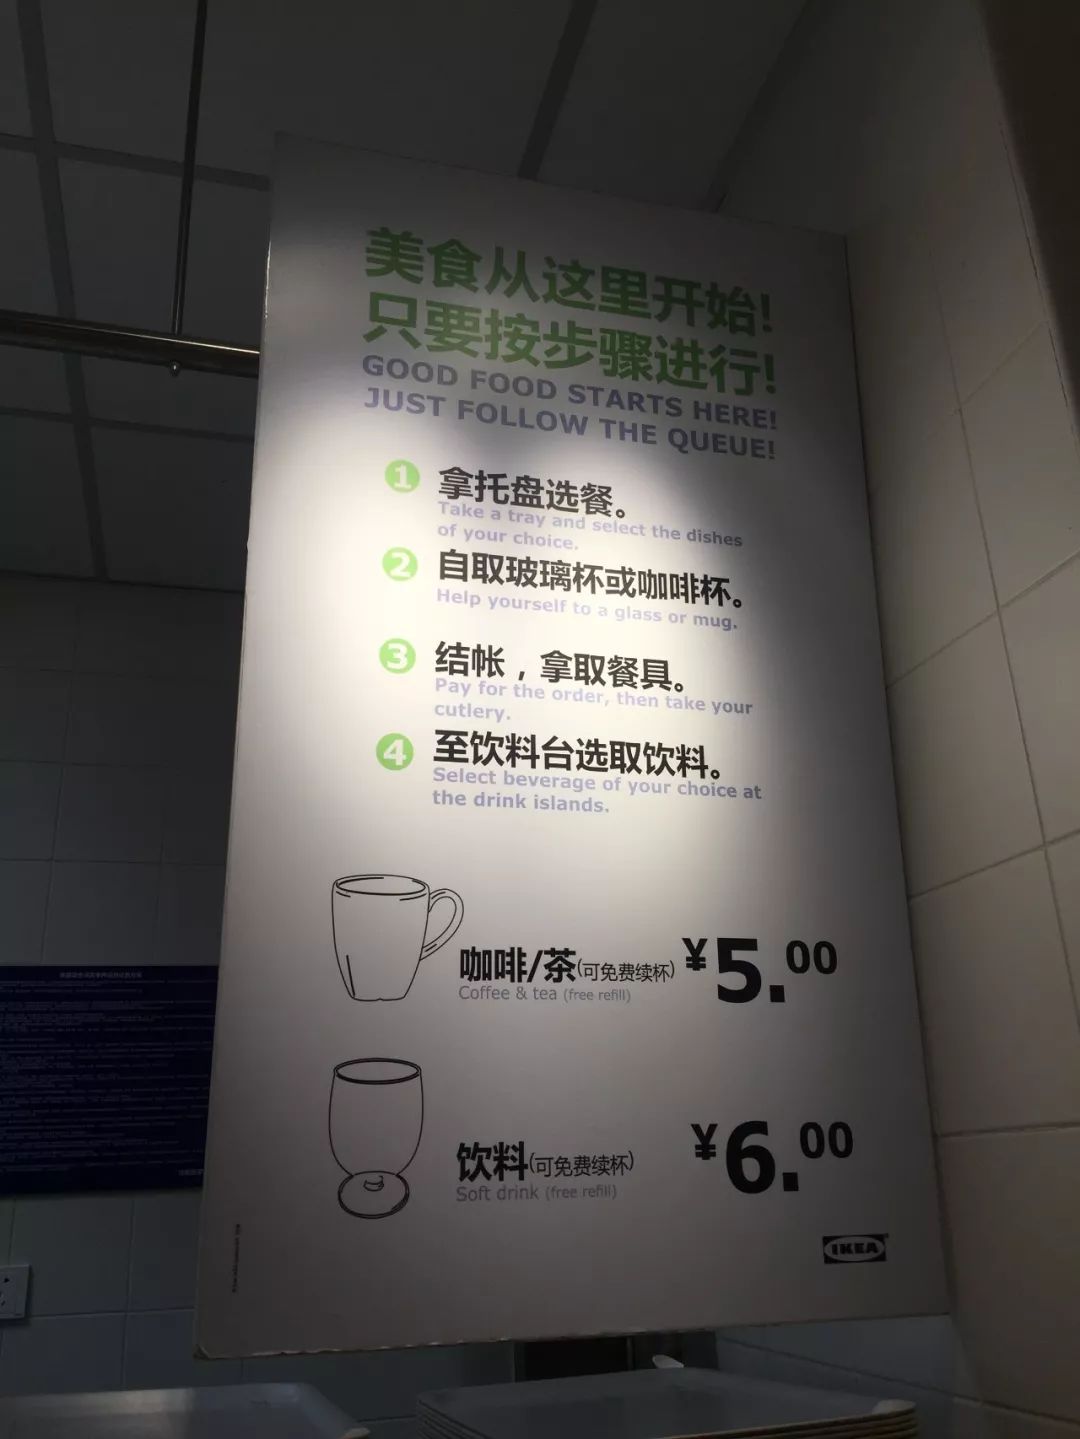 美食从这里开始!
只要按步骤进行!
GOOD FOOD STARTS HERE!
JUST FOLLOW THE QUEUE!
1 拿托盘选餐。
Take a tray and select the dishes
of your choice.
2 自取玻璃杯或咖啡杯。
Help yourself to a glass or mug.
3 结帐，拿取餐具。
Pay for the order, then take your
cutlery.
4 至饮料台选取饮料。
Select beverage of your choice at
the drink islands.
咖啡/茶(可免费续杯) ¥5.00
Coffee & tea (free refill)
饮料(可免费续杯) ¥6.00
Soft drink (free refill)
IKEA